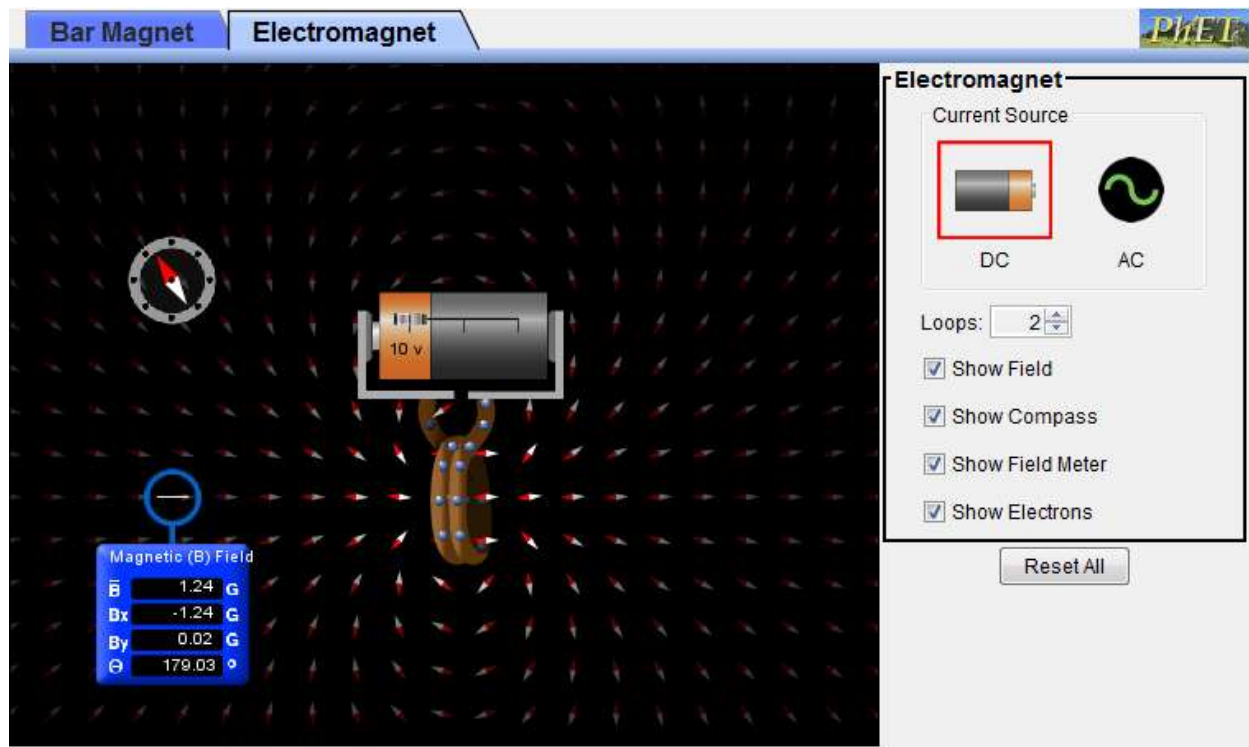 Bar Magnet
Electromagnet
PhET
Electromagnet
Current Source
DC
AC
Loops: 2
Show Field
Show Compass
Show Field Meter
Show Electrons
Reset All
10 v
Magnetic (B) Field
B 1.24 G
Bx -1.24 G
By 0.02 G
Θ 179.03 °